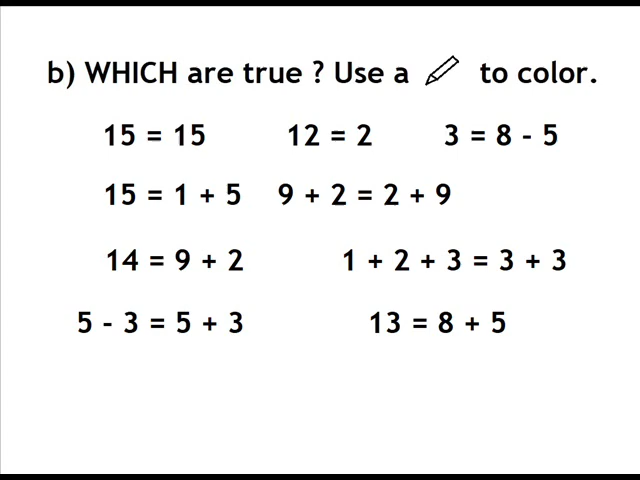 b) WHICH are true ? Use a to color.
15 = 15 12 = 2 3 = 8 - 5
15 = 1 + 5 9 + 2 = 2 + 9
14 = 9 + 2 1 + 2 + 3 = 3 + 3
5 - 3 = 5 + 3 13 = 8 + 5